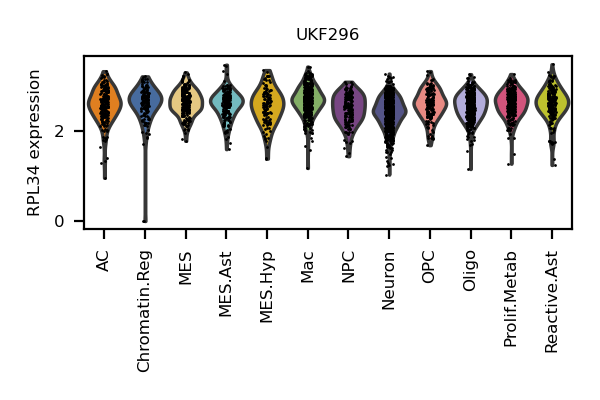 UKF296
RPL34 expression
2
0
AC
Chromatin.Reg
MES
MES.Ast
MES.Hyp
Mac
NPC
Neuron
OPC
Oligo
Prolif.Metab
Reactive.Ast